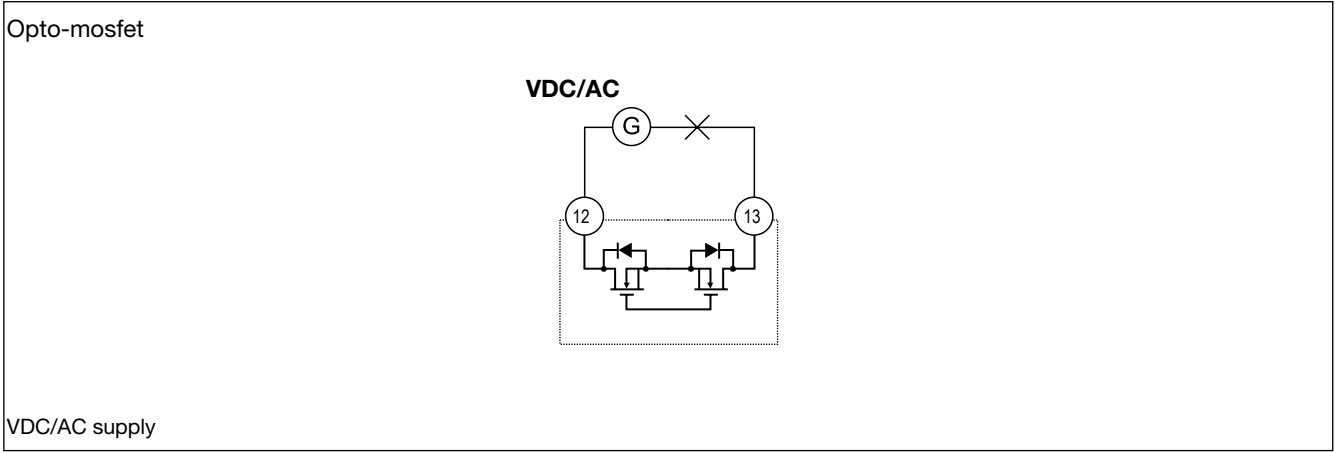 Opto-mosfet
VDC/AC
G
12
13
VDC/AC supply